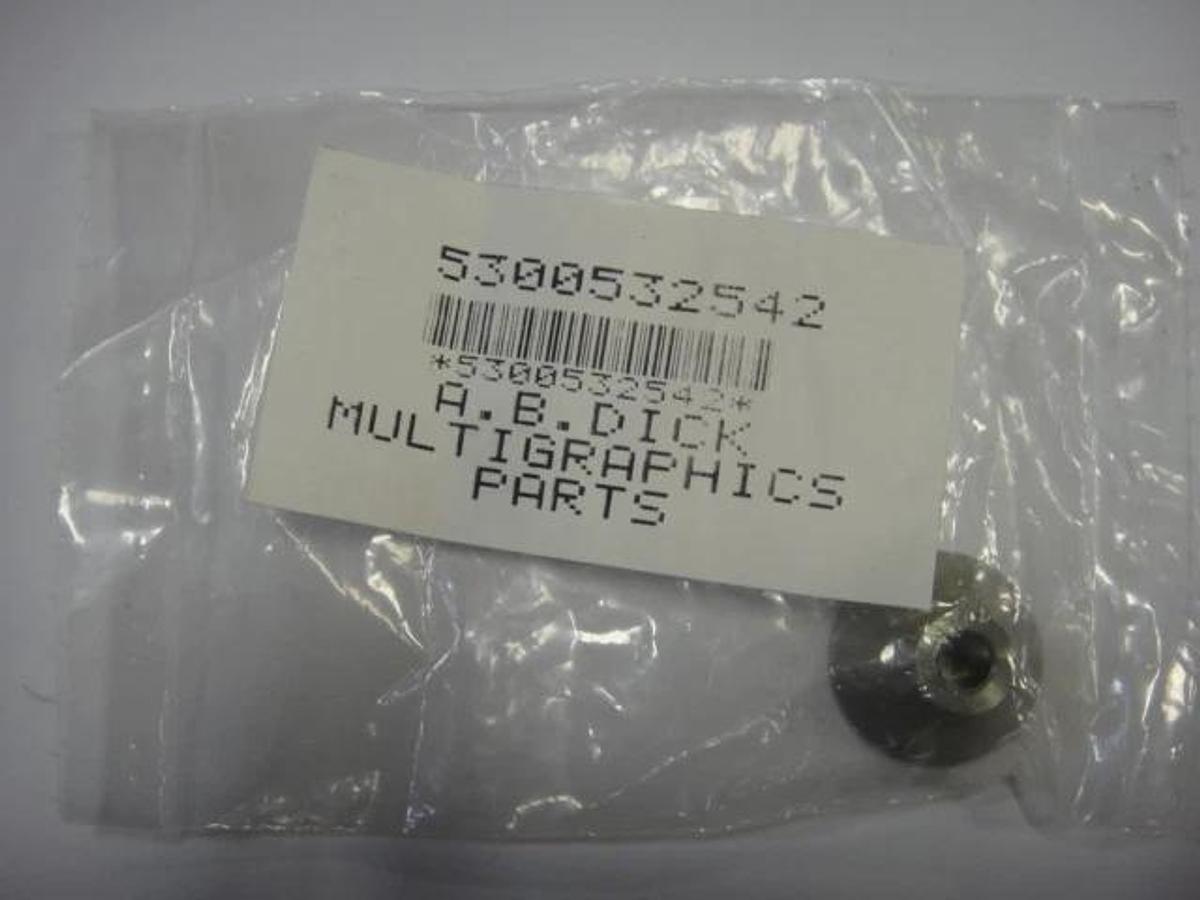 5300532542
*5300532542*
A.B.DICK
MULTIGRAPHICS
PARTS